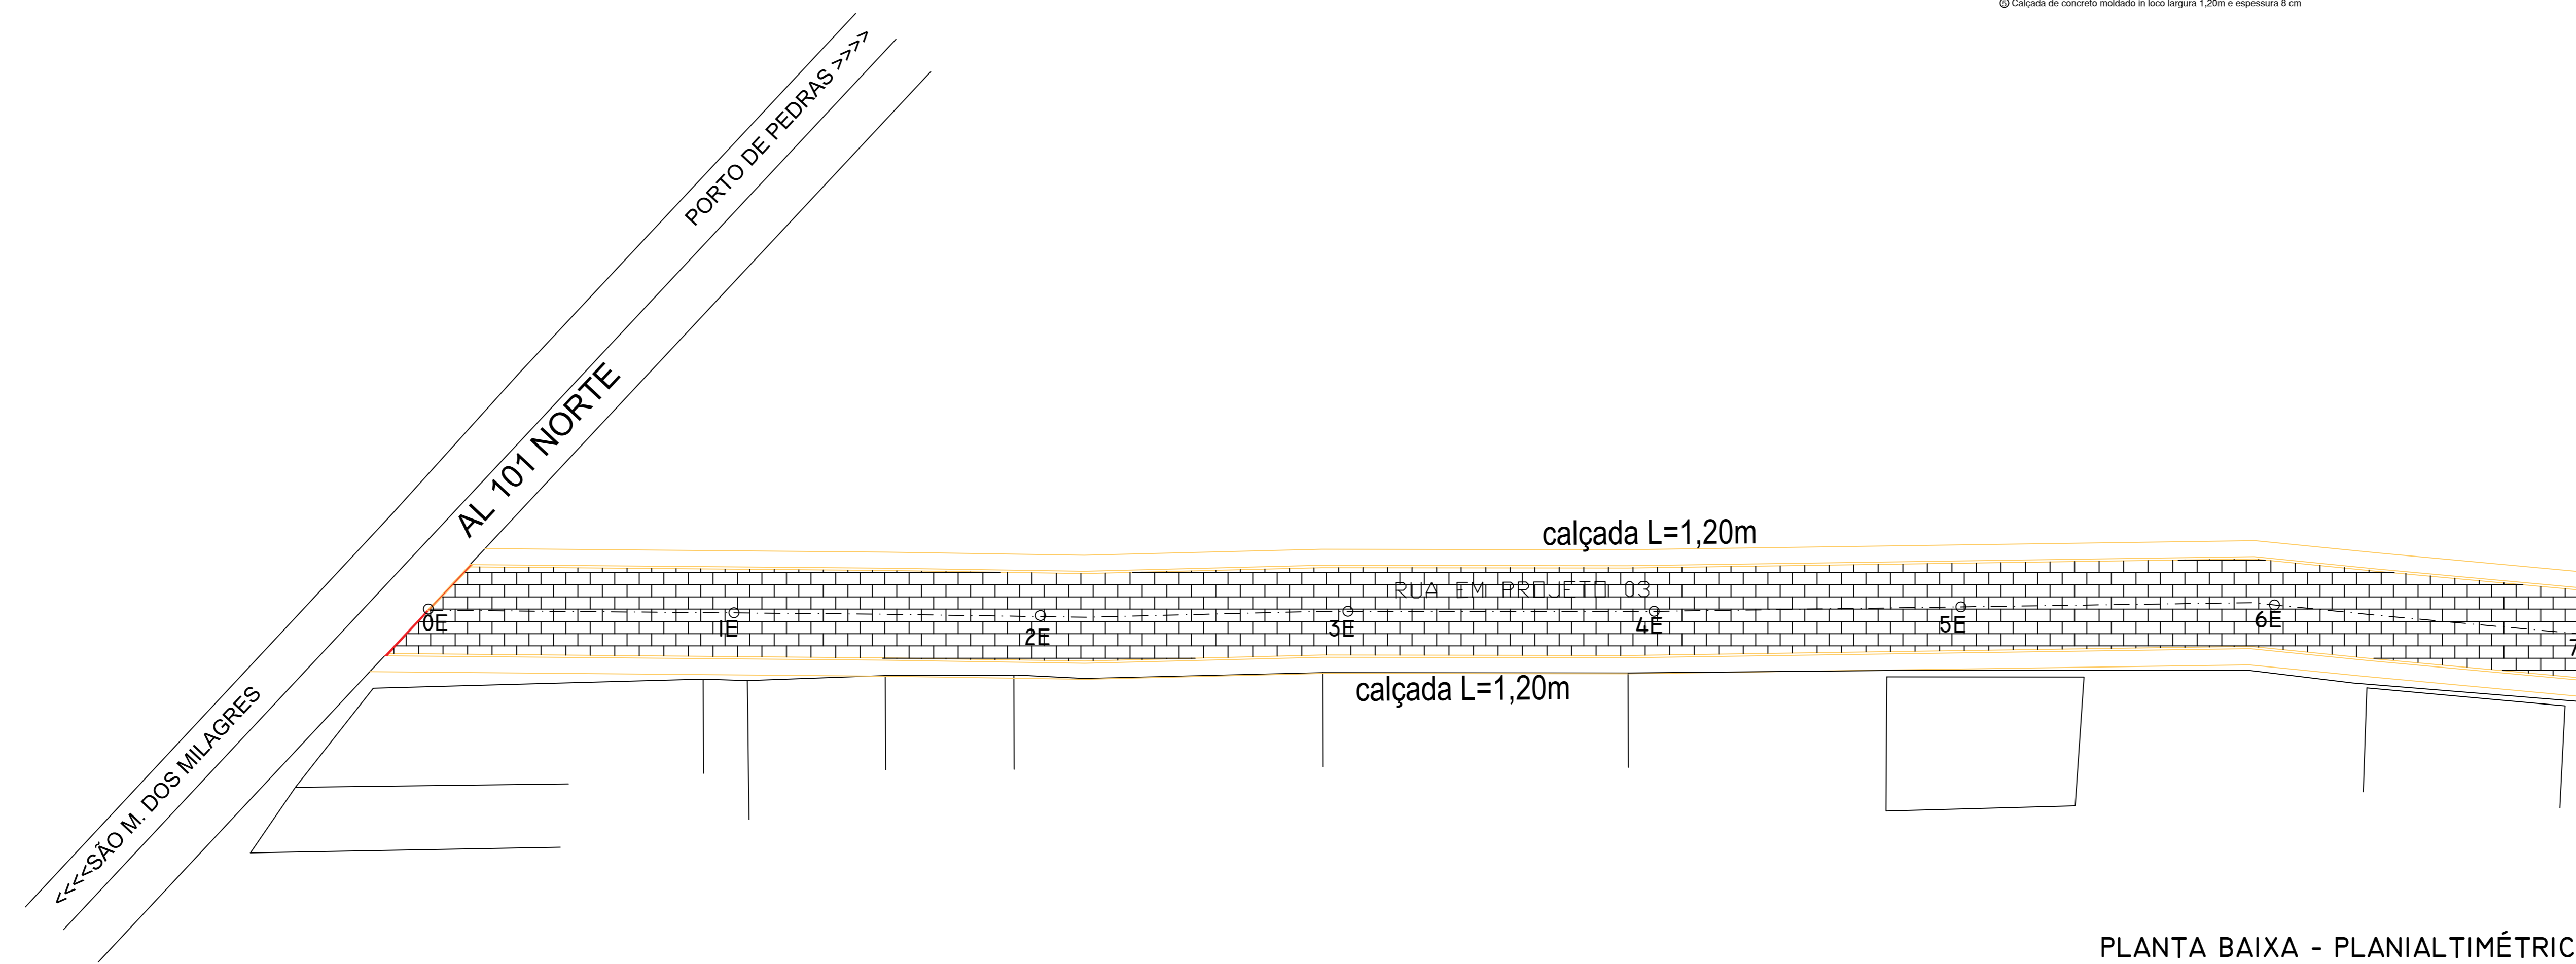 ⑤ Calçada de concreto moldado in loco largura 1,20m e espessura 8 cm
PORTO DE PEDRAS >>>>
AL 101 NORTE
<<<<SÃO M. DOS MILAGRES
calçada L=1,20m
RUA EM PROJETO 03
0E
1E
2E
3E
4E
5E
6E
7
calçada L=1,20m
PLANTA BAIXA - PLANIALTIMÉTRIC